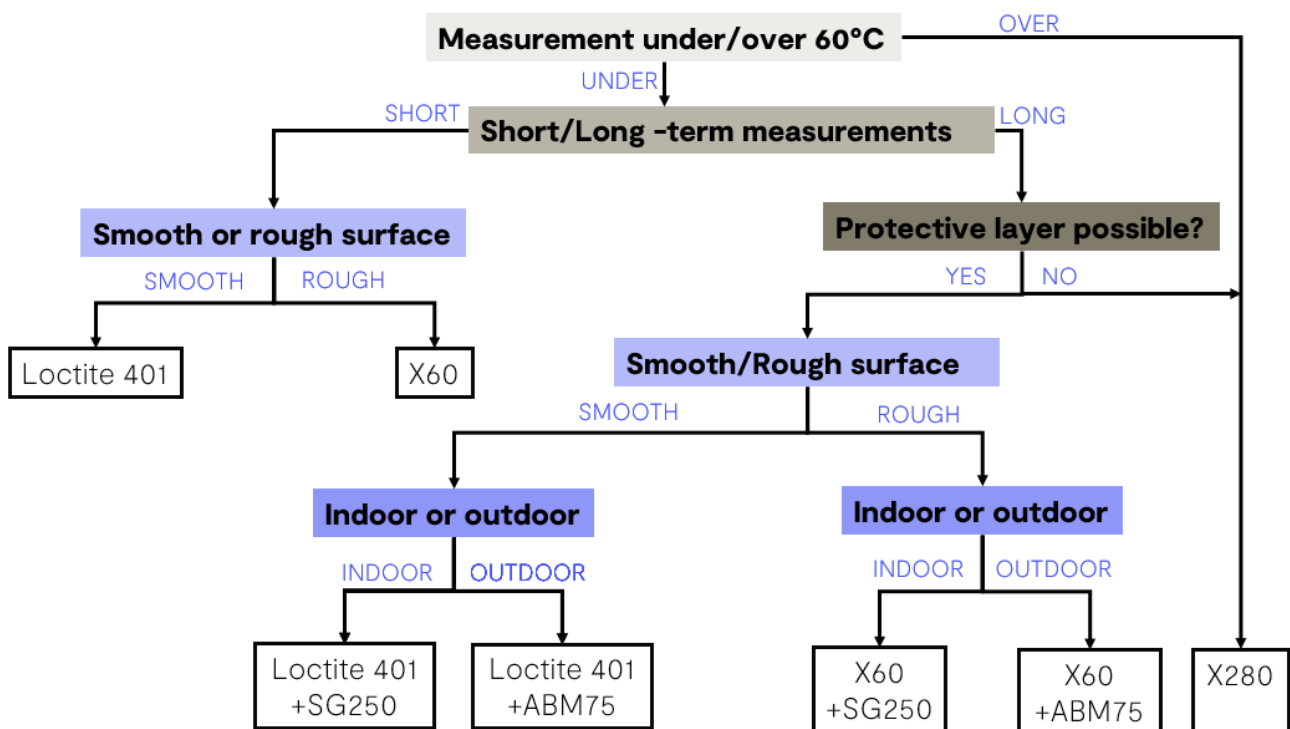 Measurement under/over 60°C
OVER
UNDER
SHORT
Short/Long -term measurements
LONG
Smooth or rough surface
Protective layer possible?
SMOOTH
ROUGH
YES
NO
Loctite 401
X60
Smooth/Rough surface
SMOOTH
ROUGH
Indoor or outdoor
Indoor or outdoor
INDOOR
OUTDOOR
INDOOR
OUTDOOR
Loctite 401
+SG250
Loctite 401
+ABM75
X60
+SG250
X60
+ABM75
X280